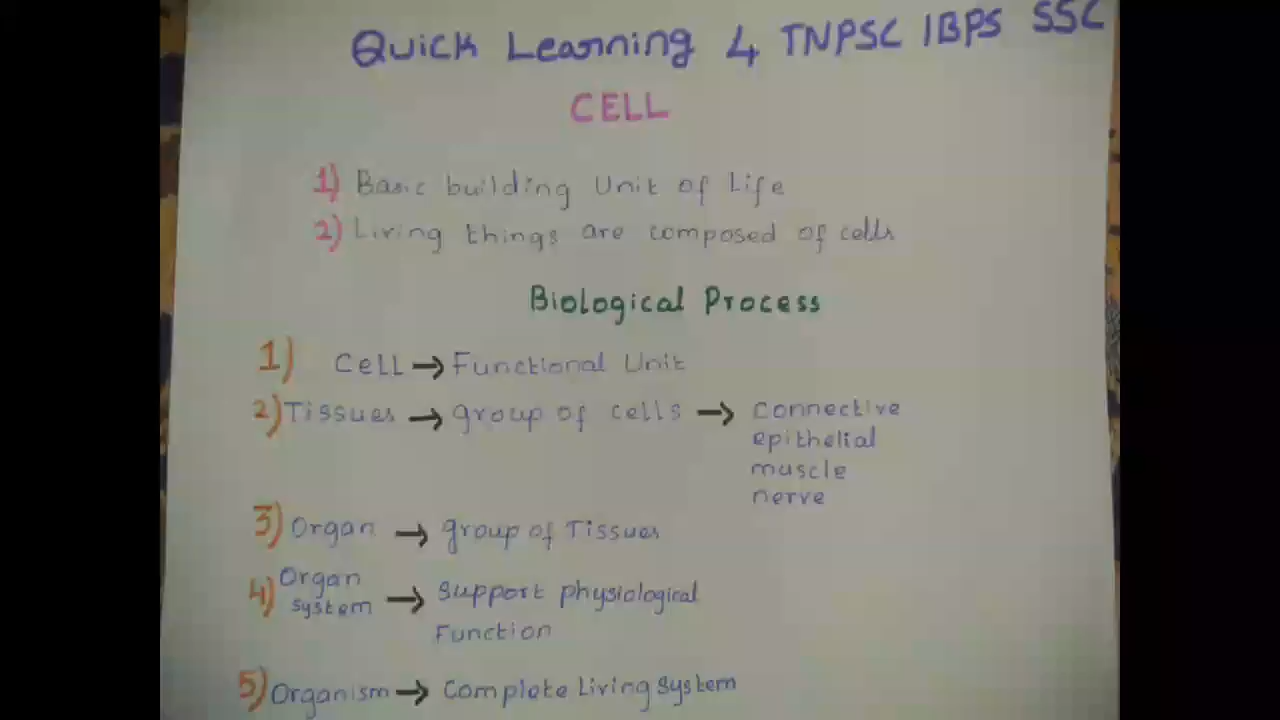 Quick Learning 4 TNPSC IBPS SSC
CELL
1) Basic building Unit of Life
2) Living things are composed of cells
Biological Process
1) Cell → Functional Unit
2) Tissues → group of cells → connective
epithelial
muscle
nerve
3) Organ → group of Tissues
4) Organ system → Support physiological
Function
5) Organism → Complete Living System